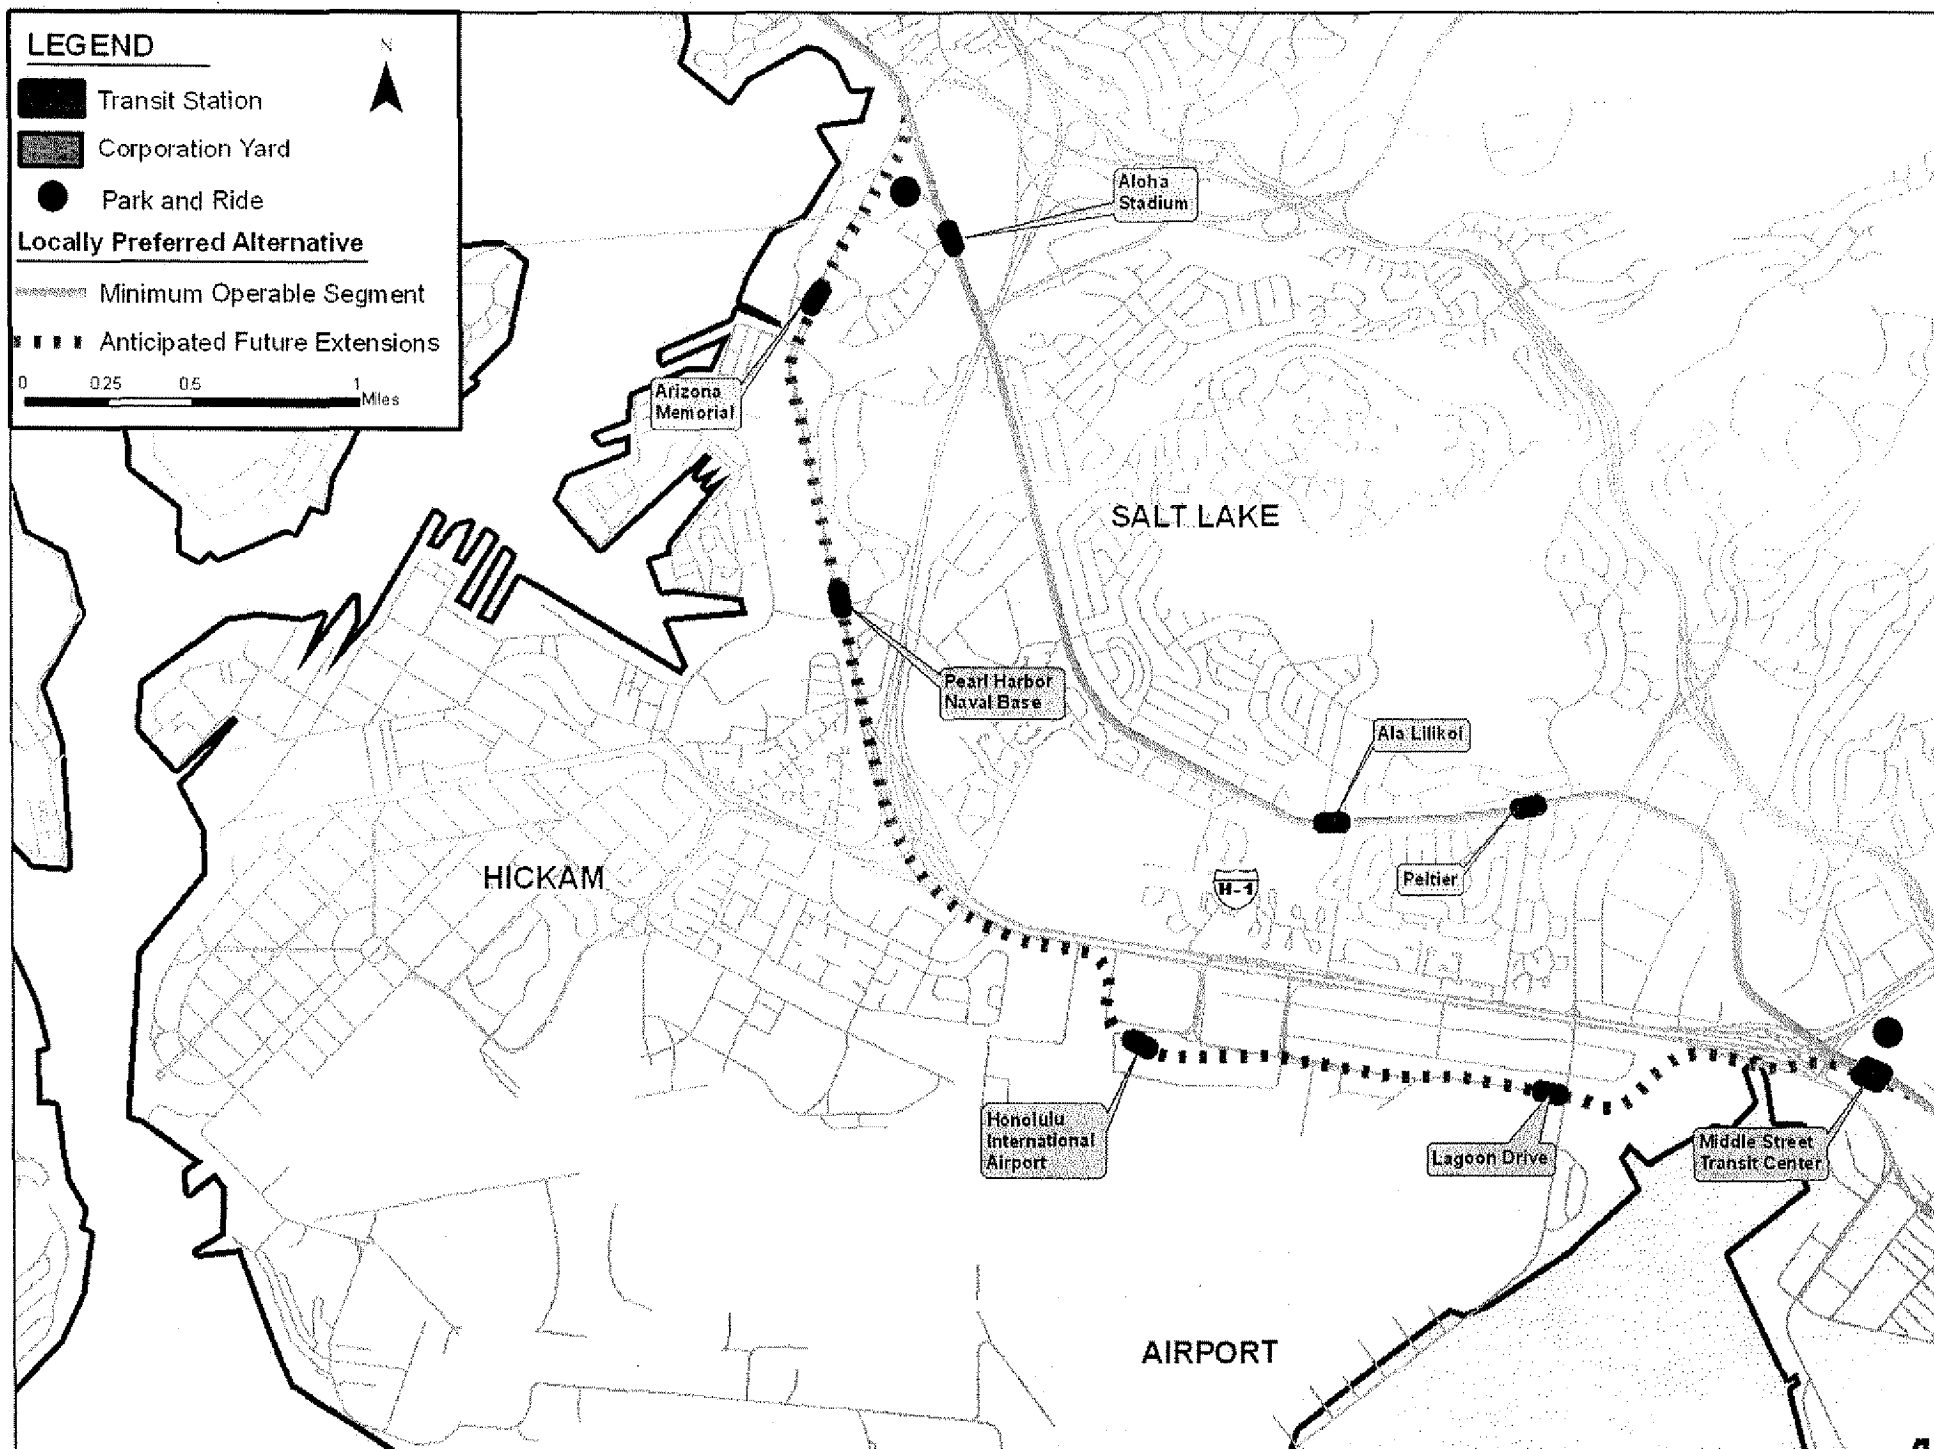 LEGEND
N
Transit Station
Corporation Yard
Park and Ride
Locally Preferred Alternative
Minimum Operable Segment
Anticipated Future Extensions
0 0.25 0.5 1
Miles
Aloha
Stadium
Arizona
Memorial
SALT LAKE
Pearl Harbor
Naval Base
Ala Lilikoi
HICKAM
Peltier
H-1
Honolulu
International
Airport
Lagoon Drive
Middle Street
Transit Center
AIRPORT